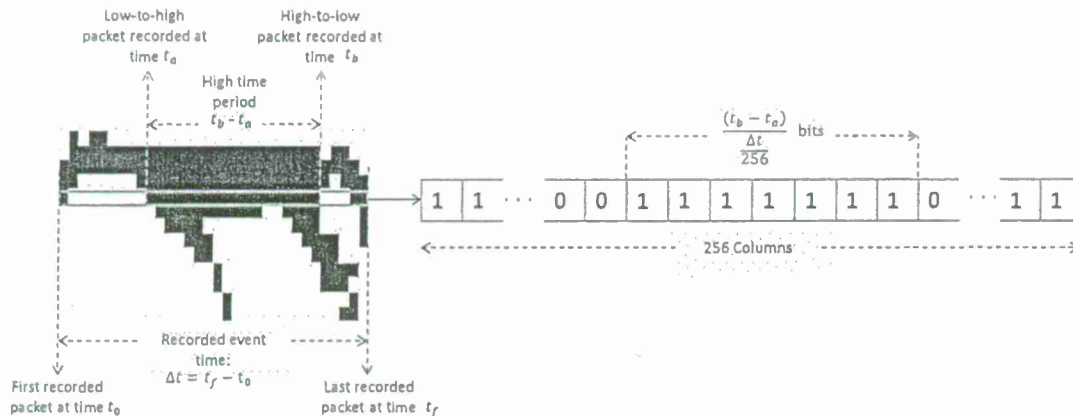 Low-to-high
packet recorded at
time t_a
High-to-low
packet recorded at
time t_b
High time
period
t_b - t_a
(t_b − t_a)
Δt
256
bits
1 1 ··· 0 0 1 1 1 1 1 1 1 0 ··· 1 1
256 Columns
Recorded event
time:
Δt = t_f − t_0
First recorded
packet at time t_0
Last recorded
packet at time t_f